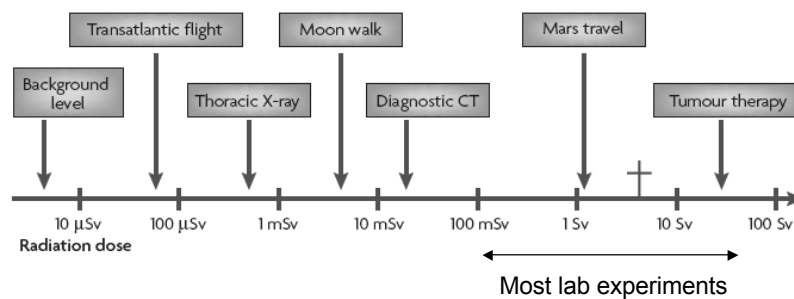 Transatlantic flight
Moon walk
Mars travel
Background
level
Thoracic X-ray
Diagnostic CT
Tumour therapy
10 μSv
100 μSv
1 mSv
10 mSv
100 mSv
1 Sv
10 Sv
100 Sv
Radiation dose
Most lab experiments